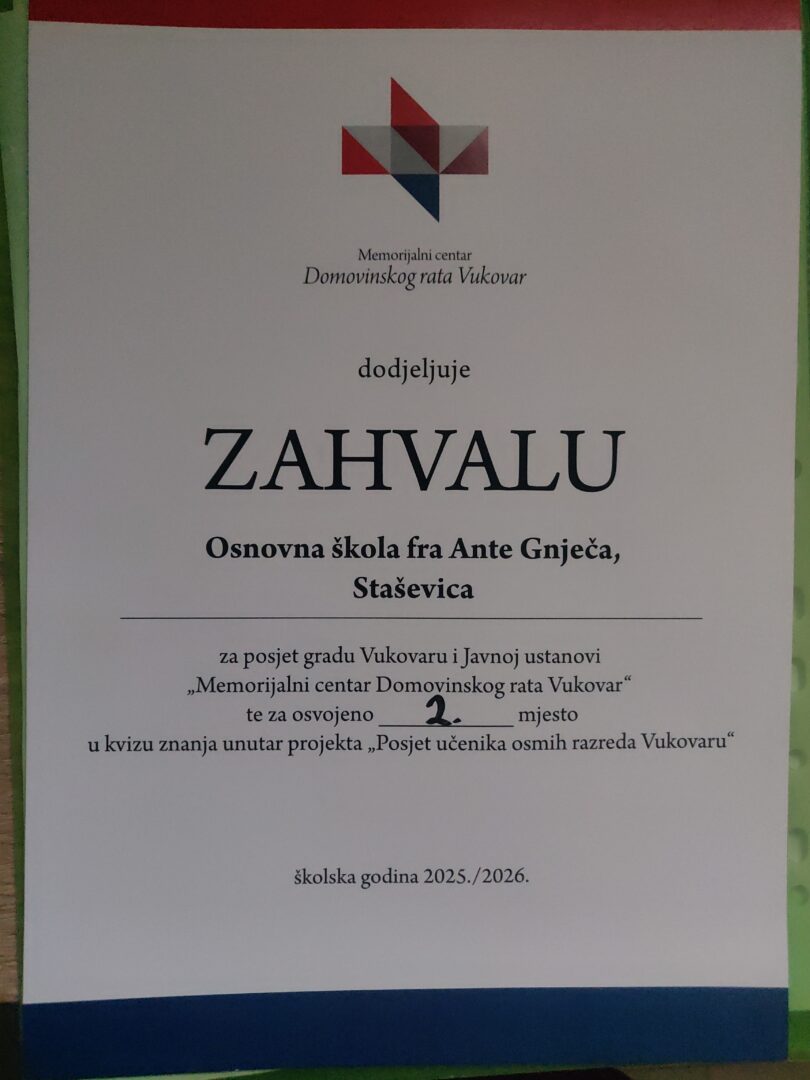 Memorijalni centar
Domovinskog rata Vukovar
dodjeljuje
ZAHVALU
Osnovna škola fra Ante Gnječa,
Staševica
za posjet gradu Vukovaru i Javnoj ustanovi
„Memorijalni centar Domovinskog rata Vukovar“
te za osvojeno 2. mjesto
u kvizu znanja unutar projekta „Posjet učenika osmih razreda Vukovaru“
školska godina 2025./2026.